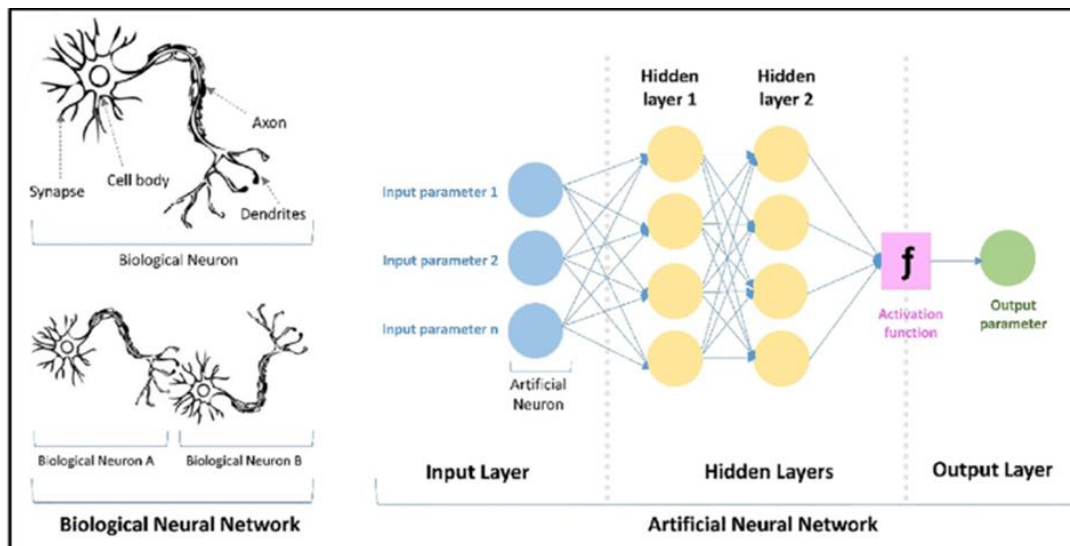 Synapse
Cell body
Axon
Dendrites
Biological Neuron
Biological Neuron A
Biological Neuron B
Biological Neural Network
Hidden
layer 1
Hidden
layer 2
Input parameter 1
Input parameter 2
Input parameter n
Artificial
Neuron
ƒ
Activation
function
Output
parameter
Input Layer
Hidden Layers
Output Layer
Artificial Neural Network